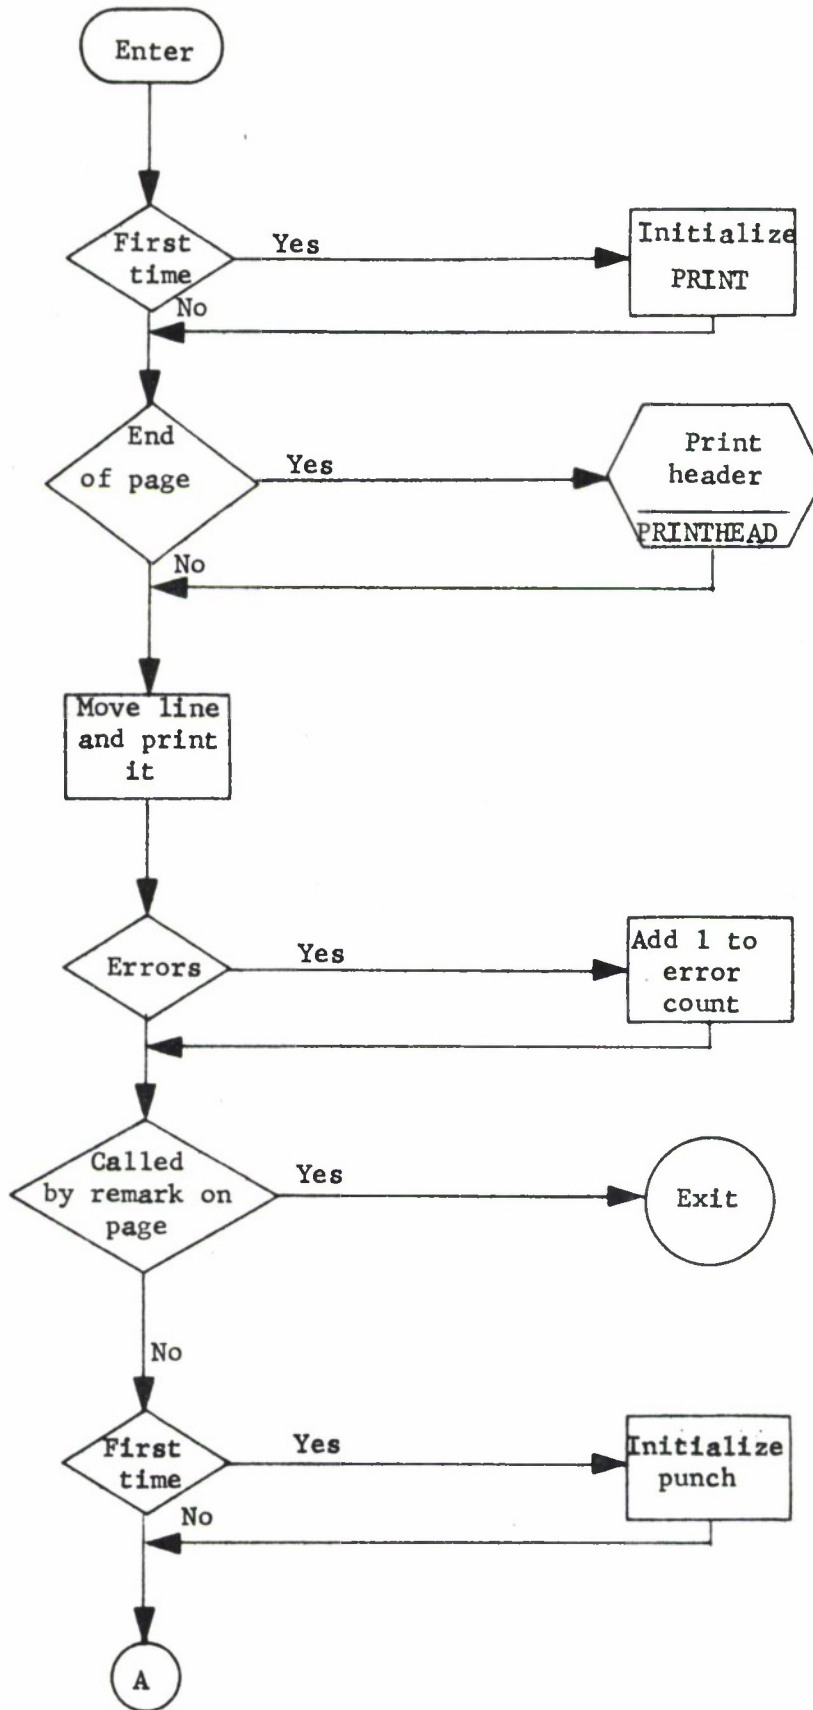 Enter
First
time
Yes
Initialize
PRINT
No
End
of page
Yes
Print
header
PRINTHEAD
No
Move line
and print
it
Errors
Yes
Add 1 to
error
count
Called
by remark on
page
Yes
Exit
No
First
time
Yes
Initialize
punch
No
A